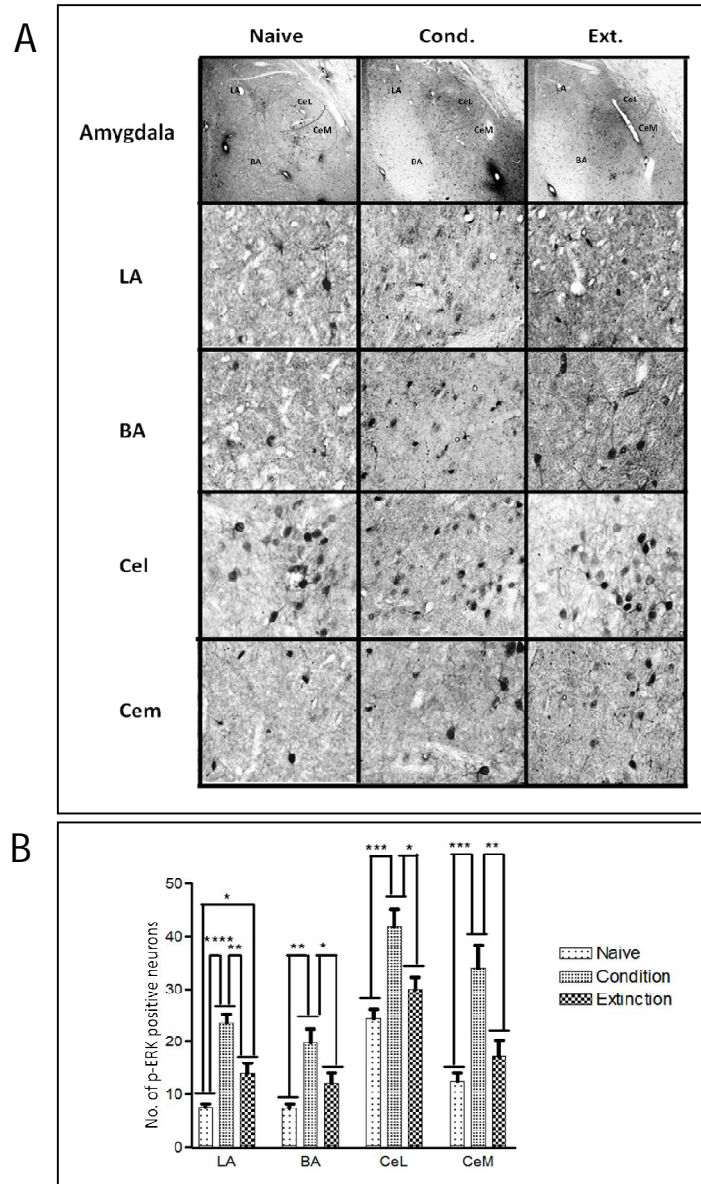 A
Naive Cond. Ext.
Amygdala
LA CeL CeM BA
LA CeL CeM BA
CeL CeM BA
LA
BA
Cel
Cem
B
No. of p-ERK positive neurons
50
40
30
20
10
0
* **** ** ** * *** * *** **
LA BA CeL CeM
Naive
Condition
Extinction